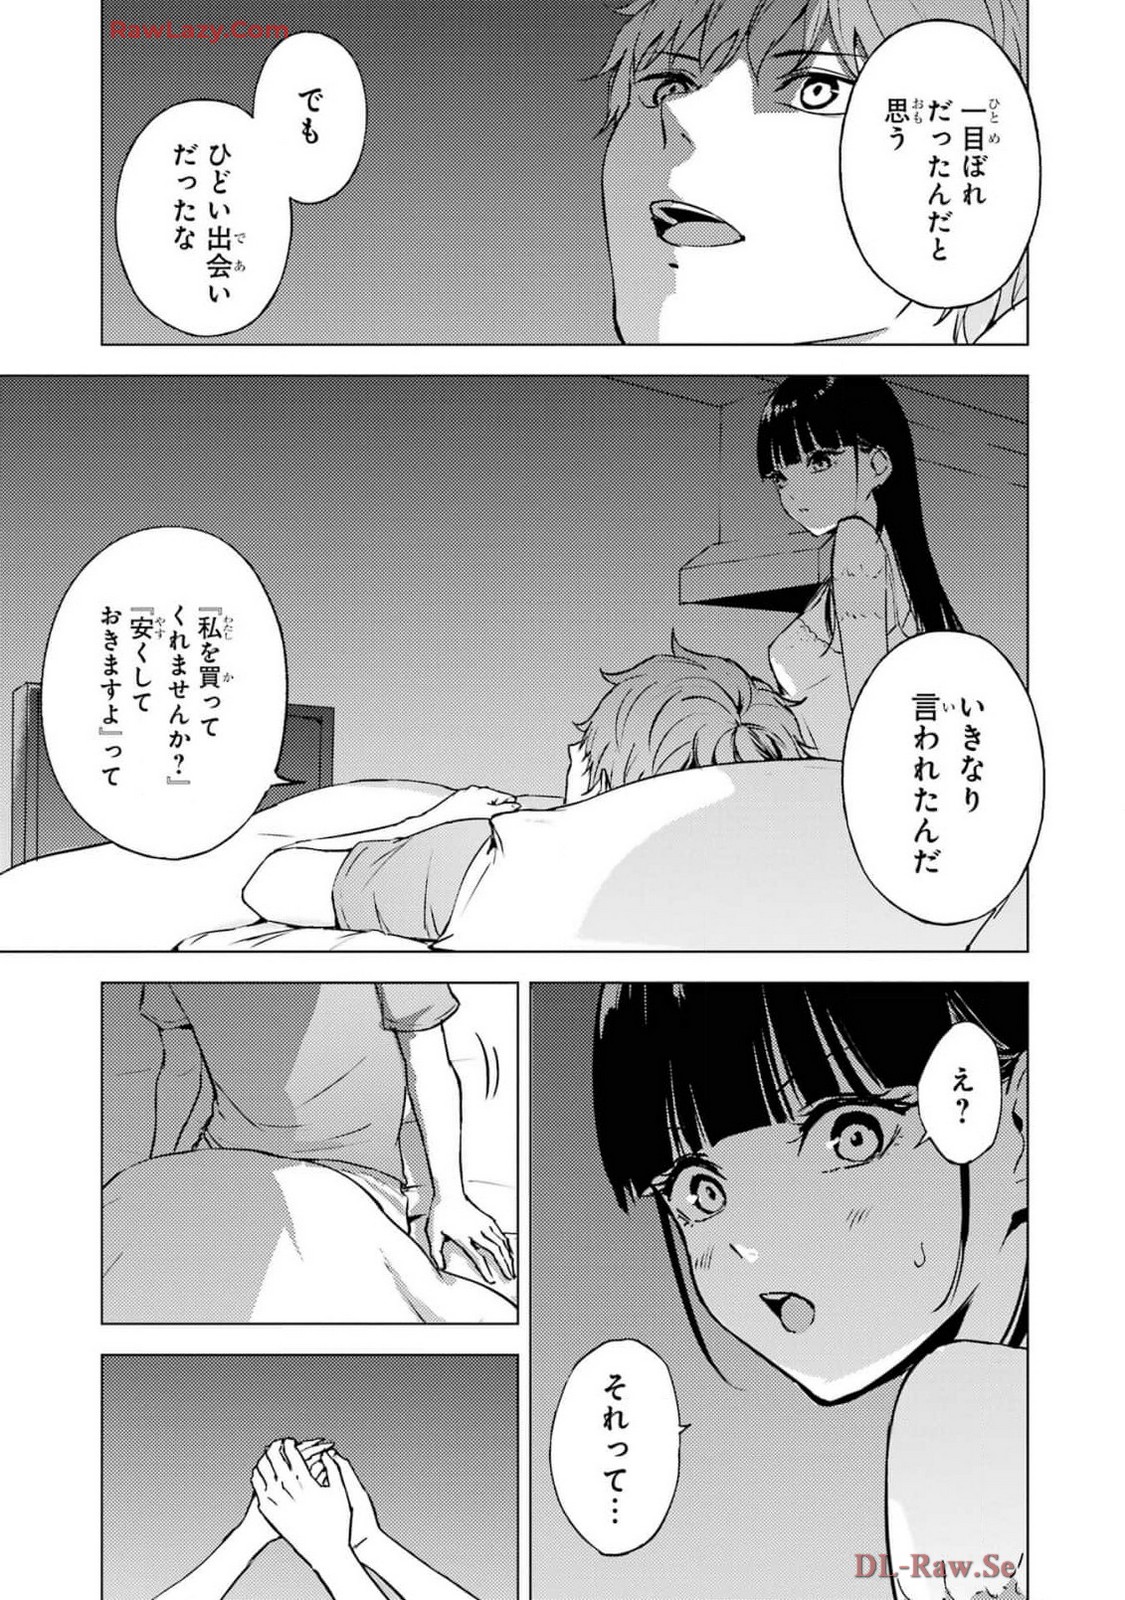 RawLazy.Com
一目ぼれ
だったんだと
思う
でも
ひどい出会い
だったな
いきなり
言われたんだ
『私を買って
くれませんか?』
『安くして
おきますよ』って
え?
それって…
DL-Raw.Se